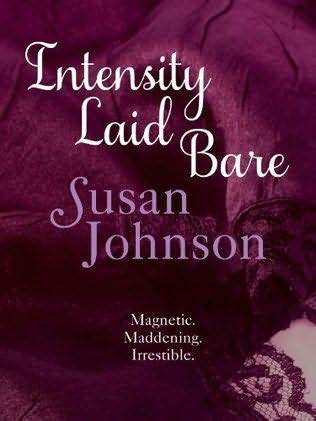 Intensity
Laid
Bare
Susan
Johnson
Magnetic.
Maddening.
Irrestible.